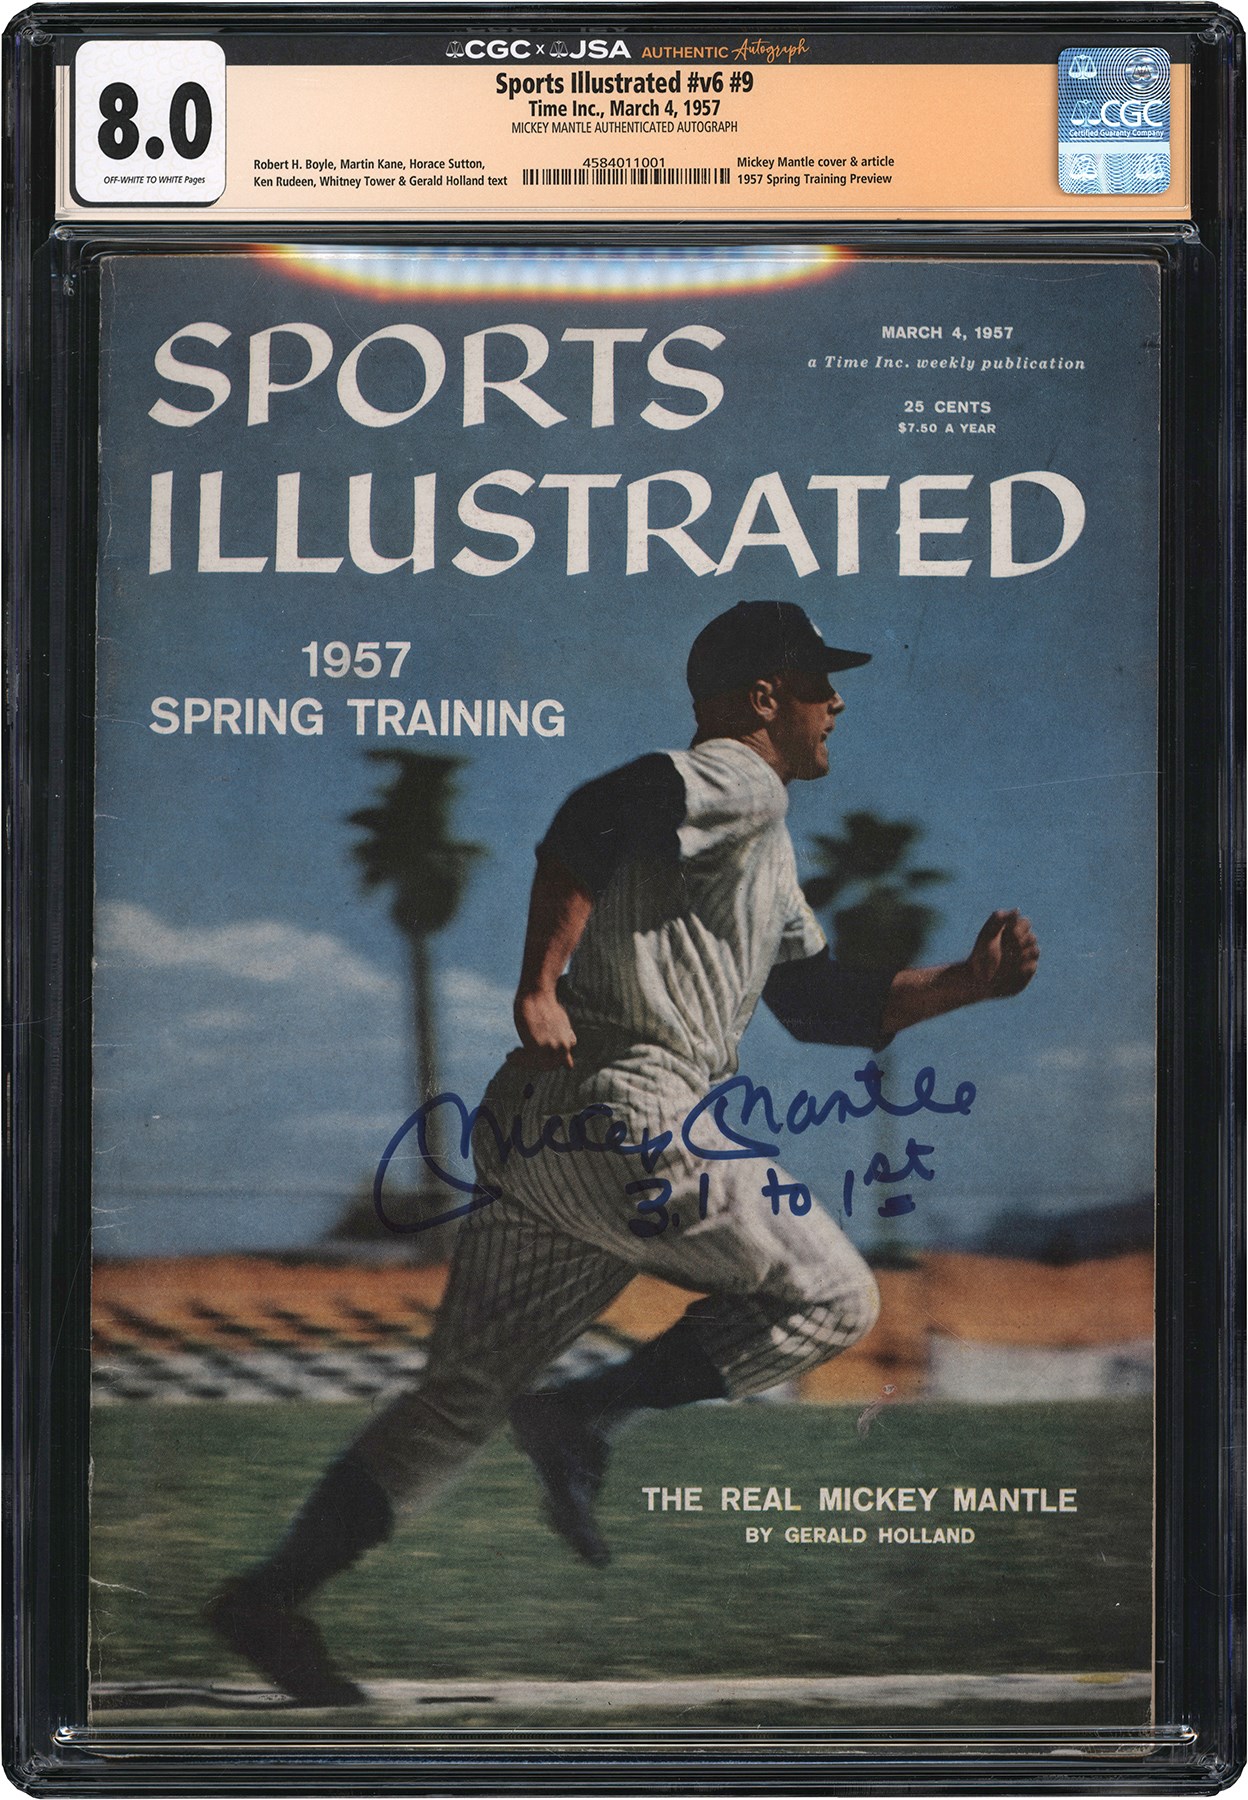 CGC x JSA AUTHENTIC Autograph
8.0
OFF-WHITE TO WHITE Pages
Sports Illustrated #v6 #9
Time Inc., March 4, 1957
MICKEY MANTLE AUTHENTICATED AUTOGRAPH
Robert H. Boyle, Martin Kane, Horace Sutton,
Ken Rudeen, Whitney Tower & Gerald Holland text
4584011001
Mickey Mantle cover & article
1957 Spring Training Preview
CGC
Certified Guaranty Company
SPORTS
ILLUSTRATED
MARCH 4, 1957
a Time Inc. weekly publication
25 CENTS
$7.50 A YEAR
1957
SPRING TRAINING
Mickey Mantle
3.1 to 1st
THE REAL MICKEY MANTLE
BY GERALD HOLLAND